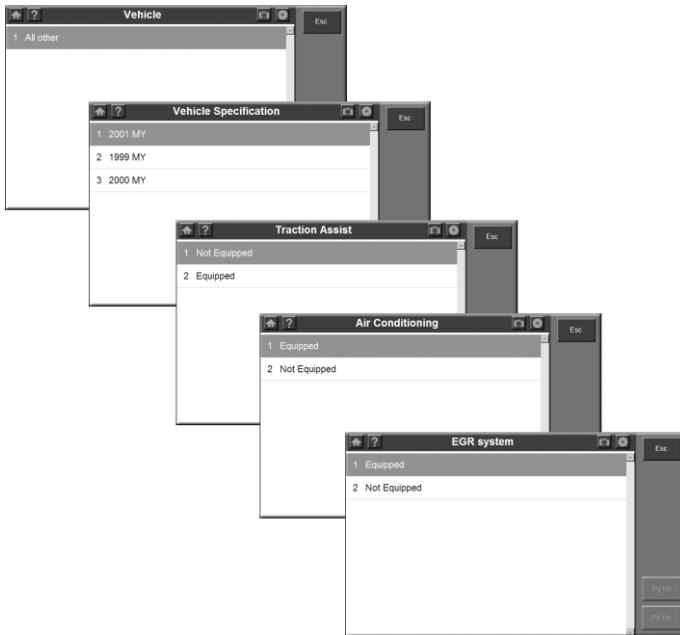 ? Vehicle
Esc
1 All other
? Vehicle Specification
Esc
1 2001 MY
2 1999 MY
3 2000 MY
? Traction Assist
Esc
1 Not Equipped
2 Equipped
? Air Conditioning
Esc
1 Equipped
2 Not Equipped
? EGR system
Esc
1 Equipped
2 Not Equipped
Pg Up
Pg Dn